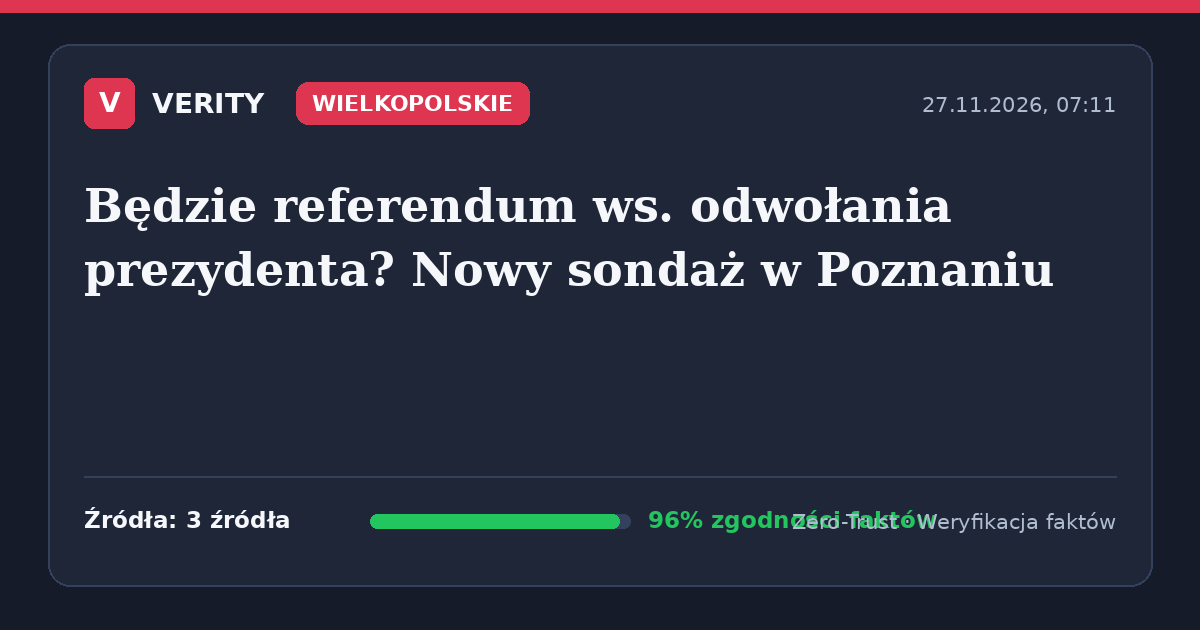 V VERITY WIELKOPOLSKIE 27.11.2026, 07:11
Będzie referendum ws. odwołania
prezydenta? Nowy sondaż w Poznaniu
Źródła: 3 źródła 96% zgodności faktów Zero-Trust · Weryfikacja faktów